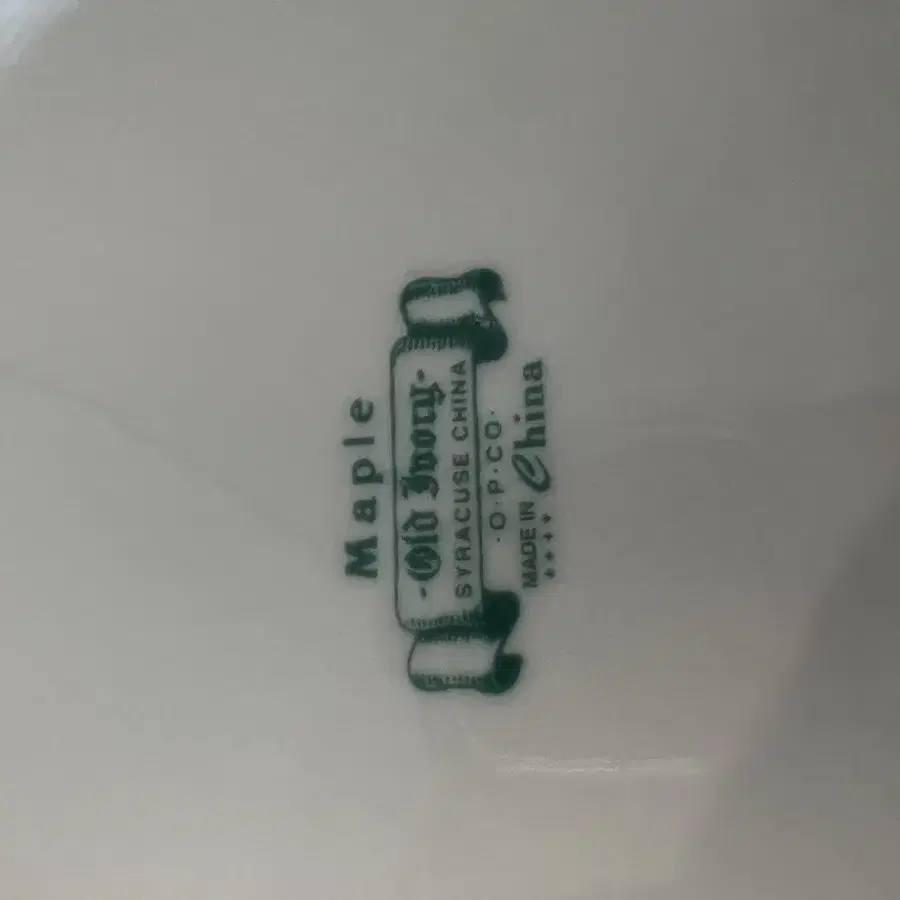 Maple
-Old Ivory-
SYRACUSE CHINA
·O·P·CO·
MADE IN China
++++